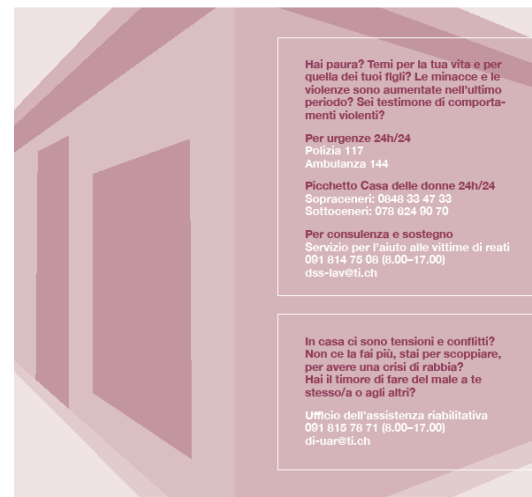 Hai paura? Temi per la tua vita e per
quella dei tuoi figli? Le minacce e le
violenze sono aumentate nell'ultimo
periodo? Sei testimone di comporta-
menti violenti?
Per urgenze 24h/24
Polizia 117
Ambulanza 144
Picchetto Casa delle donne 24h/24
Sopraceneri: 0848 33 47 33
Sottoceneri: 078 624 90 70
Per consulenza e sostegno
Servizio per l'aiuto alle vittime di reati
091 814 75 08 (8.00–17.00)
dss-lav@ti.ch
In casa ci sono tensioni e conflitti?
Non ce la fai più, stai per scoppiare,
per avere una crisi di rabbia?
Hai il timore di fare del male a te
stesso/a o agli altri?
Ufficio dell'assistenza riabilitativa
091 815 78 71 (8.00–17.00)
di-uar@ti.ch